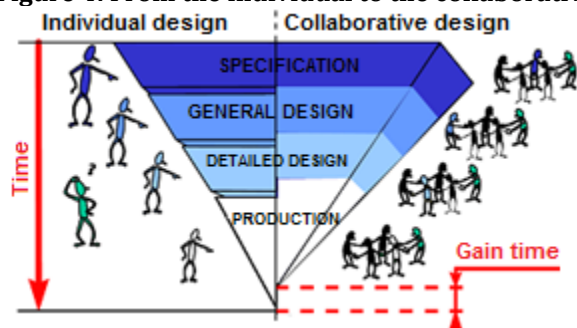 Individual design Collaborative design
SPECIFICATION
GENERAL DESIGN
DETAILED DESIGN
PRODUCTION
Time
?
Gain time